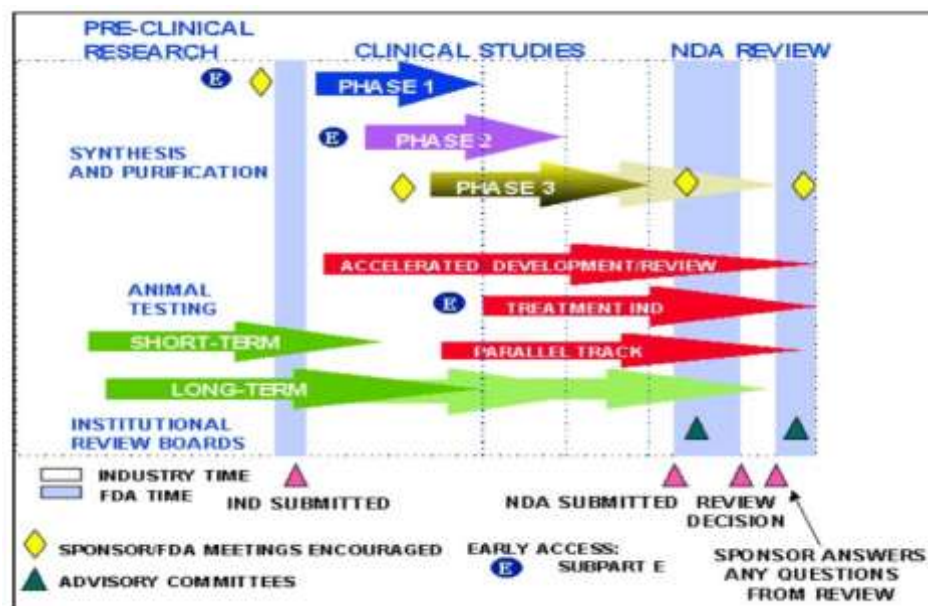 PRE-CLINICAL
RESEARCH
CLINICAL STUDIES
NDA REVIEW
E
PHASE 1
E
PHASE 2
SYNTHESIS
AND PURIFICATION
PHASE 3
ACCELERATED DEVELOPMENT/REVIEW
ANIMAL
TESTING
E
TREATMENT IND
SHORT-TERM
PARALLEL TRACK
LONG-TERM
INSTITUTIONAL
REVIEW BOARDS
INDUSTRY TIME
FDA TIME
IND SUBMITTED
NDA SUBMITTED
REVIEW
DECISION
SPONSOR/FDA MEETINGS ENCOURAGED
ADVISORY COMMITTEES
EARLY ACCESS:
E SUBPART E
SPONSOR ANSWERS
ANY QUESTIONS
FROM REVIEW